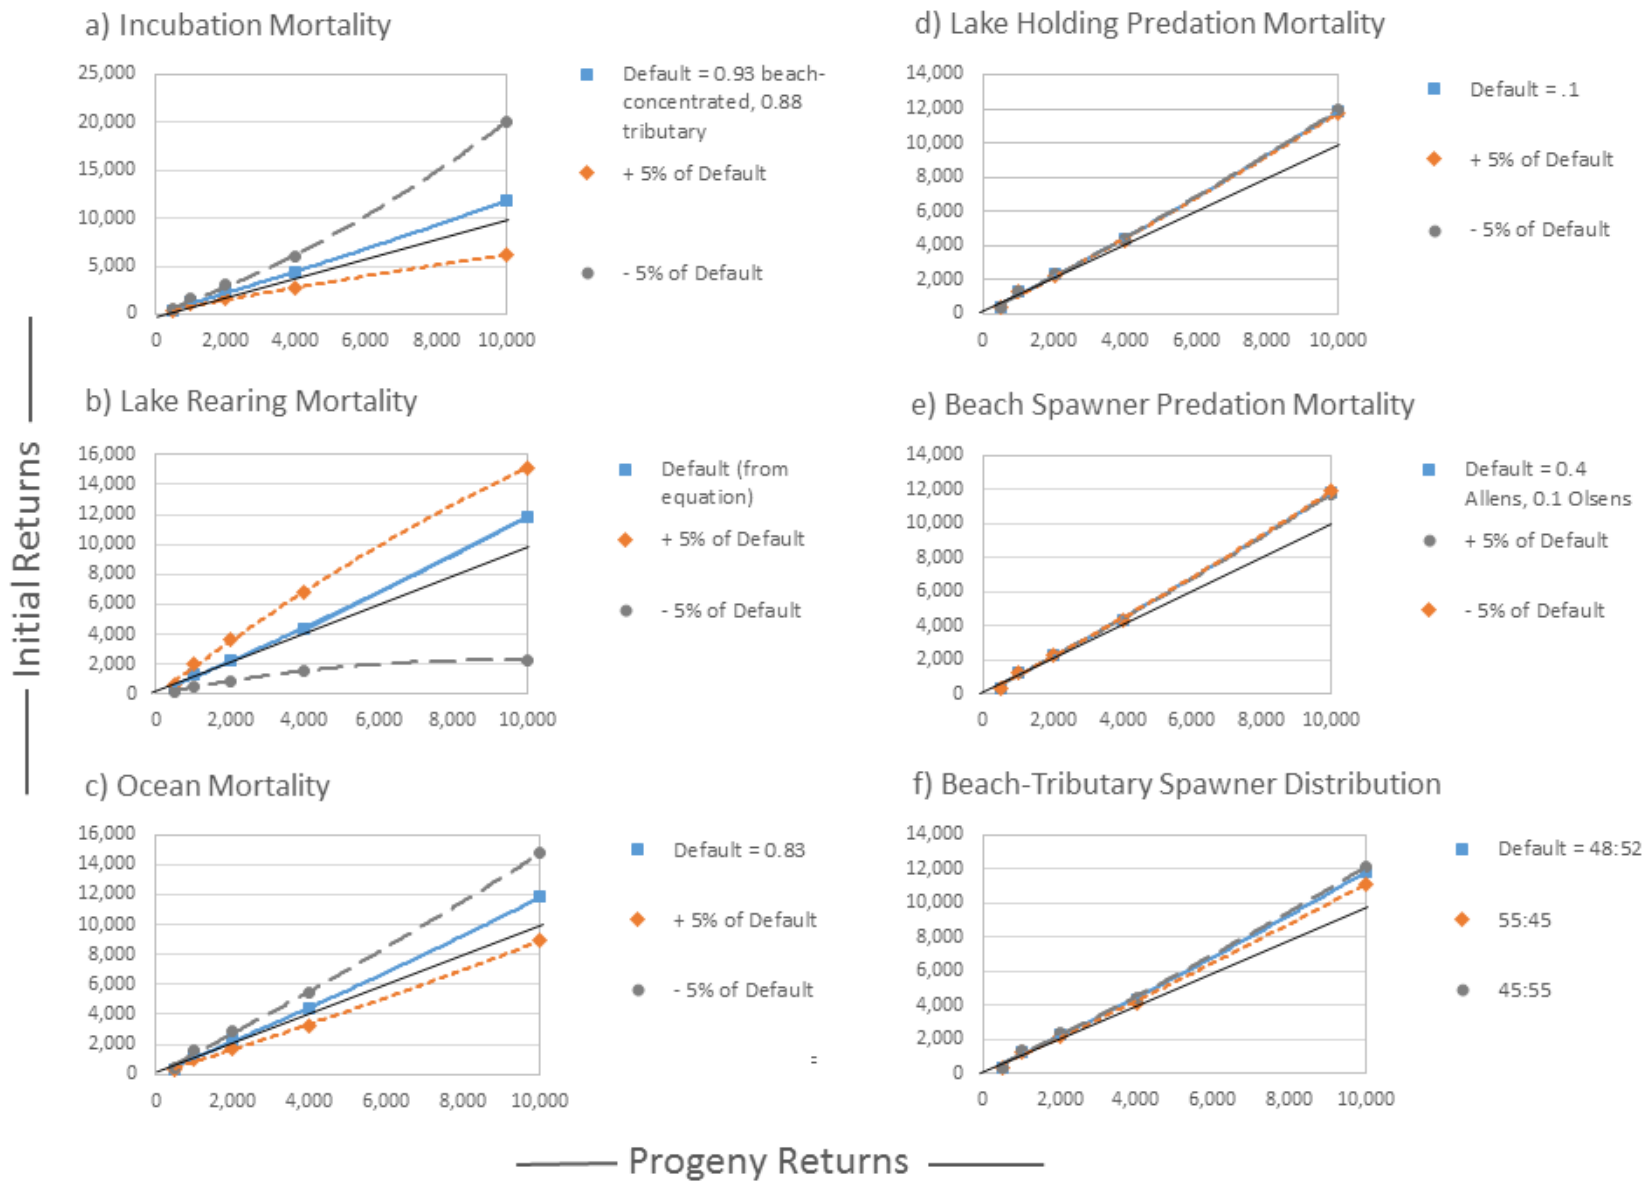 a) Incubation Mortality
25,000
20,000
15,000
10,000
5,000
0
0 2,000 4,000 6,000 8,000 10,000
Default = 0.93 beach-
concentrated, 0.88
tributary
+ 5% of Default
- 5% of Default
b) Lake Rearing Mortality
16,000
14,000
12,000
10,000
8,000
6,000
4,000
2,000
0
0 2,000 4,000 6,000 8,000 10,000
Default (from
equation)
+ 5% of Default
- 5% of Default
c) Ocean Mortality
16,000
14,000
12,000
10,000
8,000
6,000
4,000
2,000
0
0 2,000 4,000 6,000 8,000 10,000
Default = 0.83
+ 5% of Default
- 5% of Default
=
d) Lake Holding Predation Mortality
14,000
12,000
10,000
8,000
6,000
4,000
2,000
0
0 2,000 4,000 6,000 8,000 10,000
Default = .1
+ 5% of Default
- 5% of Default
e) Beach Spawner Predation Mortality
14,000
12,000
10,000
8,000
6,000
4,000
2,000
0
0 2,000 4,000 6,000 8,000 10,000
Default = 0.4
Allens, 0.1 Olsens
+ 5% of Default
- 5% of Default
f) Beach-Tributary Spawner Distribution
14,000
12,000
10,000
8,000
6,000
4,000
2,000
0
0 2,000 4,000 6,000 8,000 10,000
Default = 48:52
55:45
45:55
Initial Returns
Progeny Returns